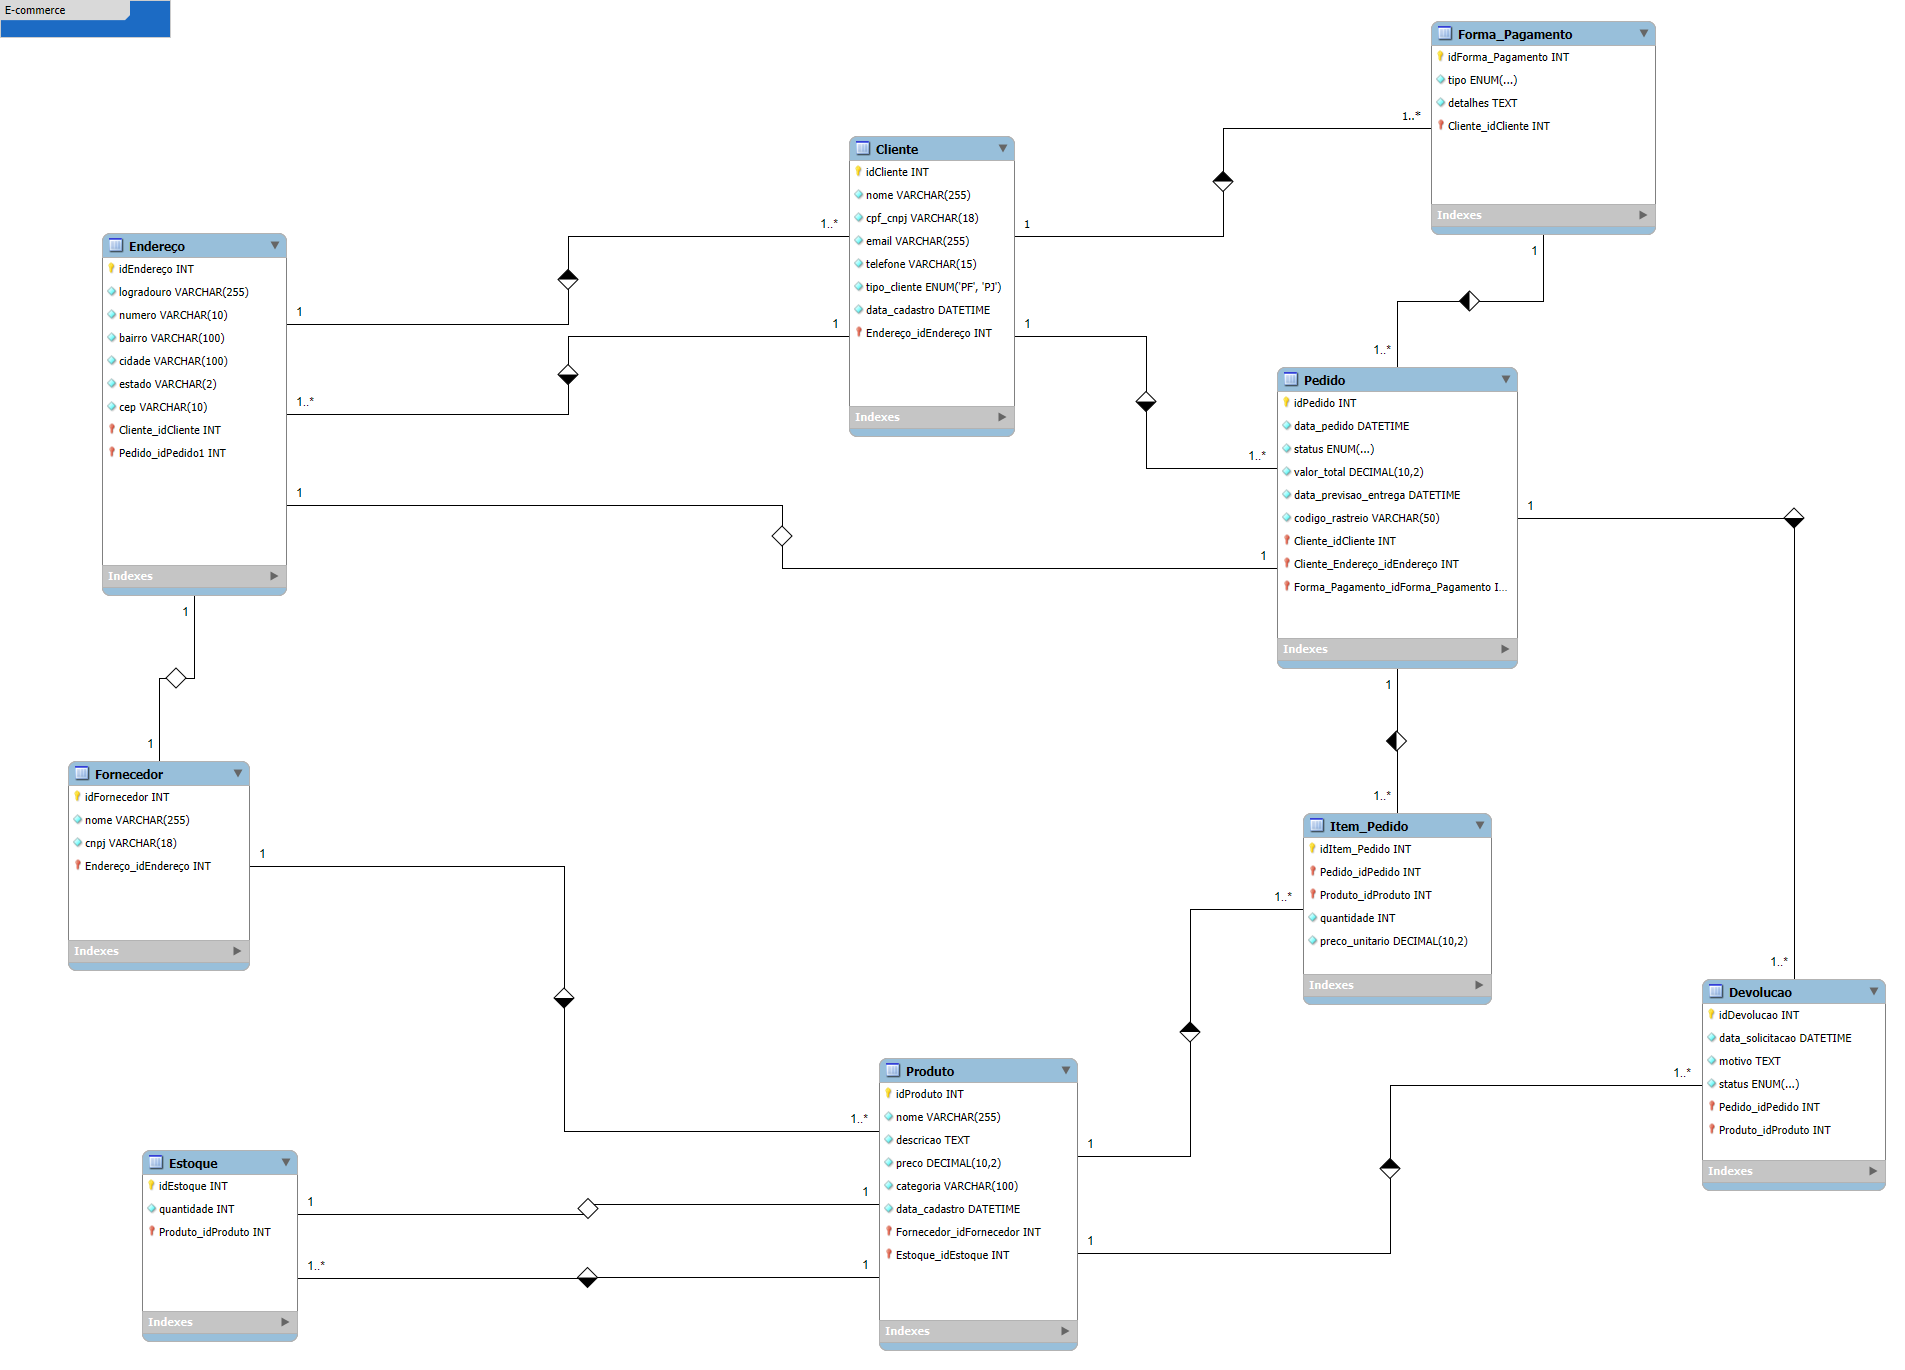 E-commerce
Forma_Pagamento
idForma_Pagamento INT
tipo ENUM(...)
detalhes TEXT
Cliente_idCliente INT
Indexes
1..*
1
Cliente
idCliente INT
nome VARCHAR(255)
cpf_cnpj VARCHAR(18)
email VARCHAR(255)
telefone VARCHAR(15)
tipo_cliente ENUM('PF', 'PJ')
data_cadastro DATETIME
Endereço_idEndereço INT
Indexes
1..*
1
1
1
Endereço
idEndereço INT
logradouro VARCHAR(255)
numero VARCHAR(10)
bairro VARCHAR(100)
cidade VARCHAR(100)
estado VARCHAR(2)
cep VARCHAR(10)
Cliente_idCliente INT
Pedido_idPedido1 INT
Indexes
1
1..*
1
1
Pedido
idPedido INT
data_pedido DATETIME
status ENUM(...)
valor_total DECIMAL(10,2)
data_previsao_entrega DATETIME
codigo_rastreio VARCHAR(50)
Cliente_idCliente INT
Cliente_Endereço_idEndereço INT
Forma_Pagamento_idForma_Pagamento I...
Indexes
1..*
1..*
1
1
1
Fornecedor
idFornecedor INT
nome VARCHAR(255)
cnpj VARCHAR(18)
Endereço_idEndereço INT
Indexes
1
1
Item_Pedido
idItem_Pedido INT
Pedido_idPedido INT
Produto_idProduto INT
quantidade INT
preco_unitario DECIMAL(10,2)
Indexes
1..*
1..*
Devolucao
idDevolucao INT
data_solicitacao DATETIME
motivo TEXT
status ENUM(...)
Pedido_idPedido INT
Produto_idProduto INT
Indexes
1..*
1..*
Produto
idProduto INT
nome VARCHAR(255)
descricao TEXT
preco DECIMAL(10,2)
categoria VARCHAR(100)
data_cadastro DATETIME
Fornecedor_idFornecedor INT
Estoque_idEstoque INT
Indexes
1..*
1
1
1
1
Estoque
idEstoque INT
quantidade INT
Produto_idProduto INT
Indexes
1
1..*